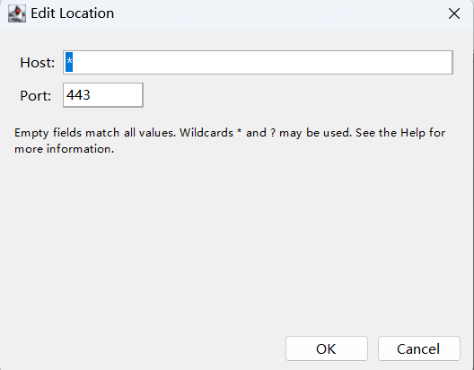 Edit Location
Host: *
Port: 443
Empty fields match all values. Wildcards * and ? may be used. See the Help for
more information.
OK Cancel